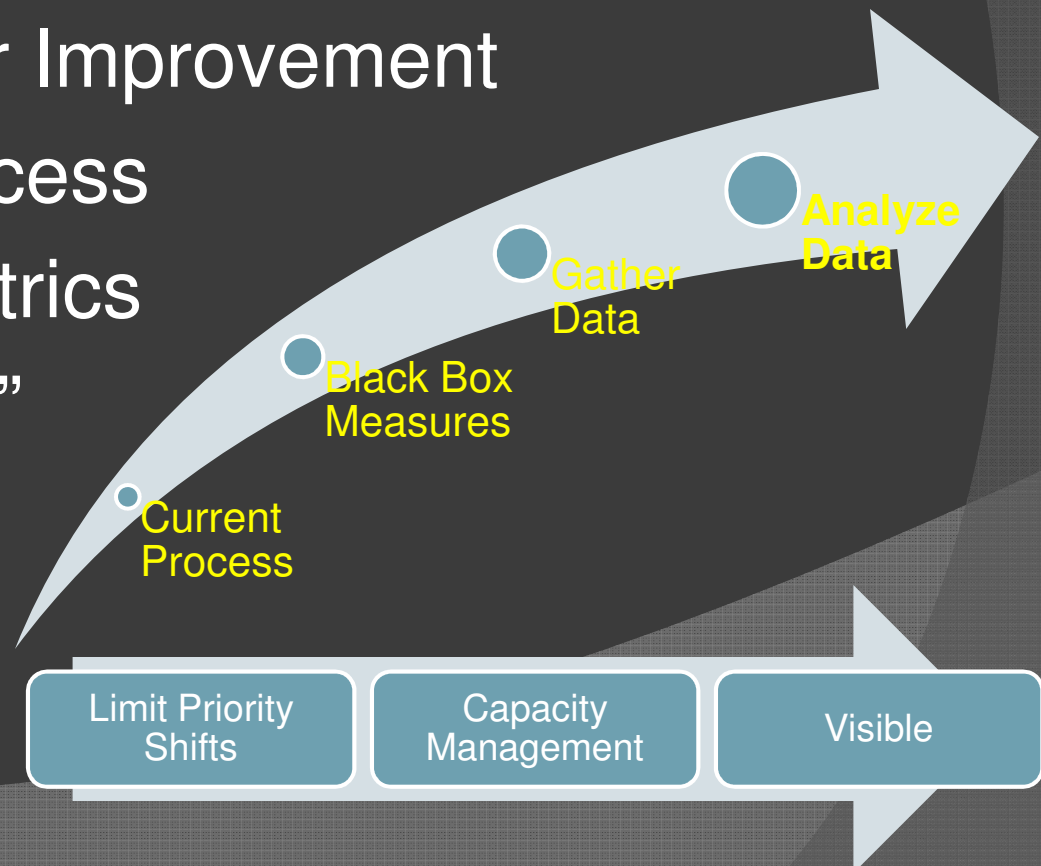 r Improvement
cess
trics
”
Analyze
Data
Gather
Data
Black Box
Measures
Current
Process
Limit Priority
Shifts
Capacity
Management
Visible